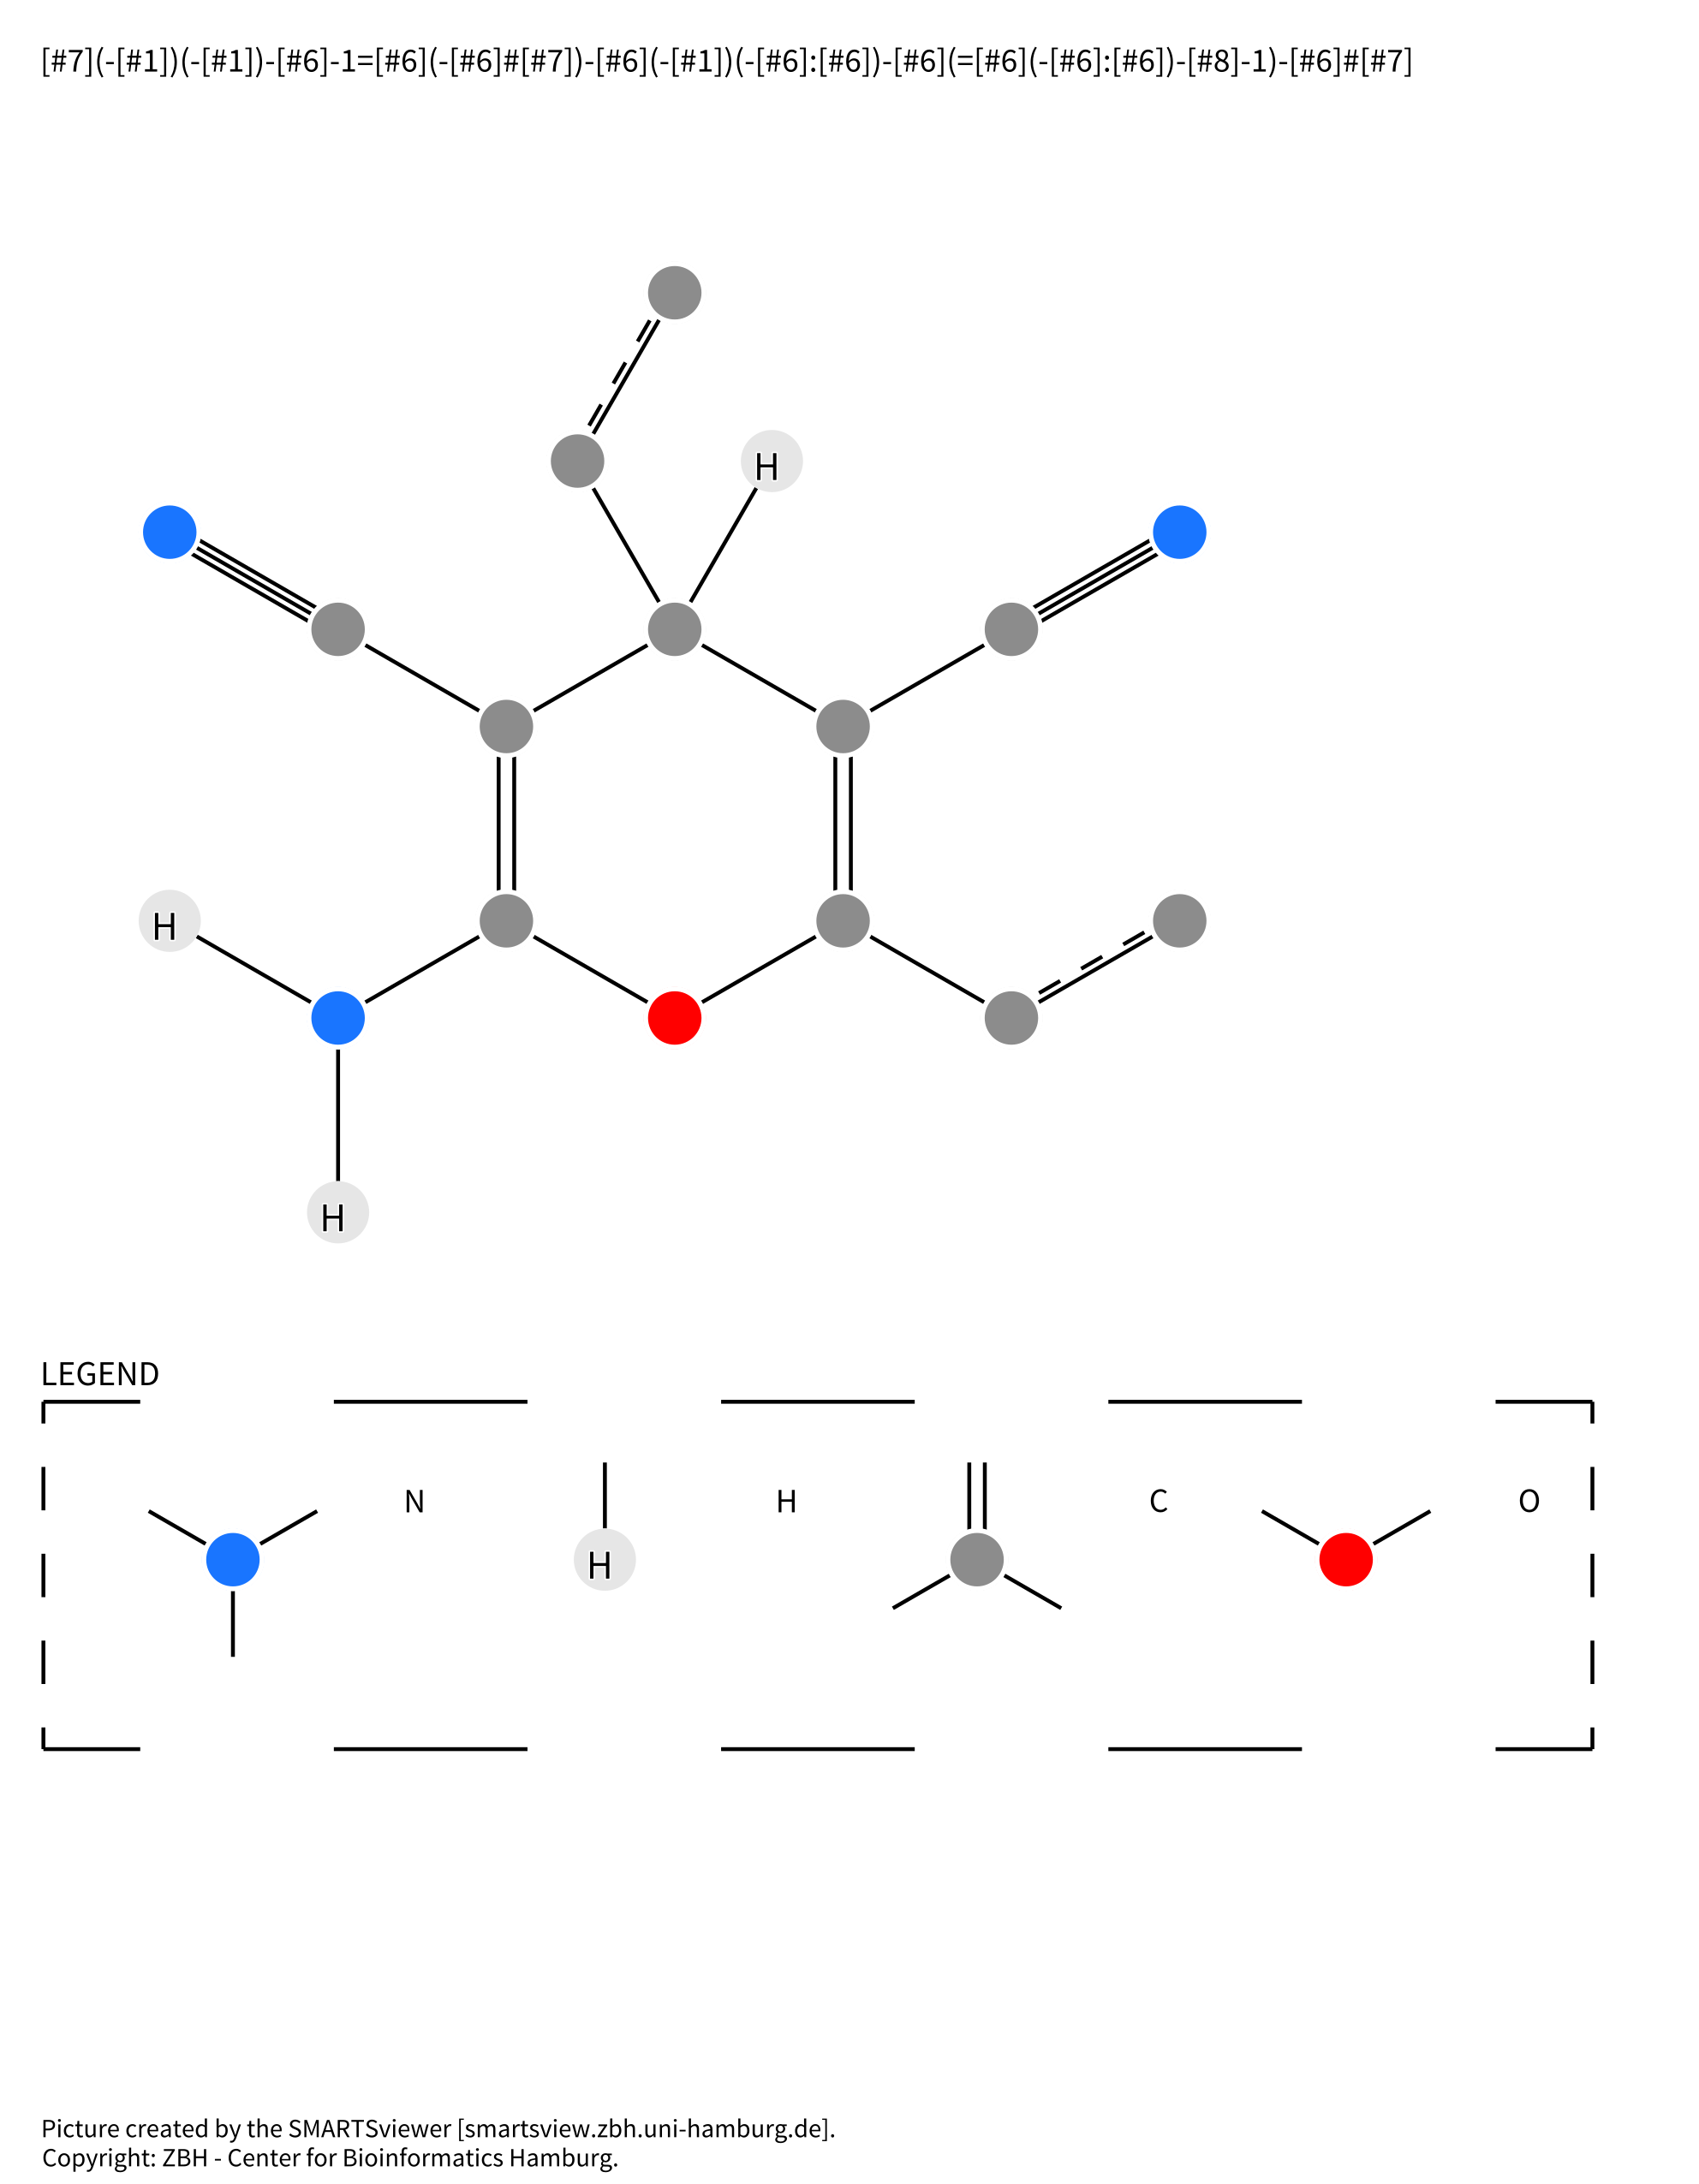 [#7](-[#1])(-[#1])-[#6]-1=[#6](-[#6]#[#7])-[#6](-[#1])(-[#6]:[#6])-[#6](=[#6](-[#6]:[#6])-[#8]-1)-[#6]#[#7]
H
H
H
LEGEND
N H C O
H
Picture created by the SMARTSviewer [smartsview.zbh.uni-hamburg.de].
Copyright: ZBH - Center for Bioinformatics Hamburg.